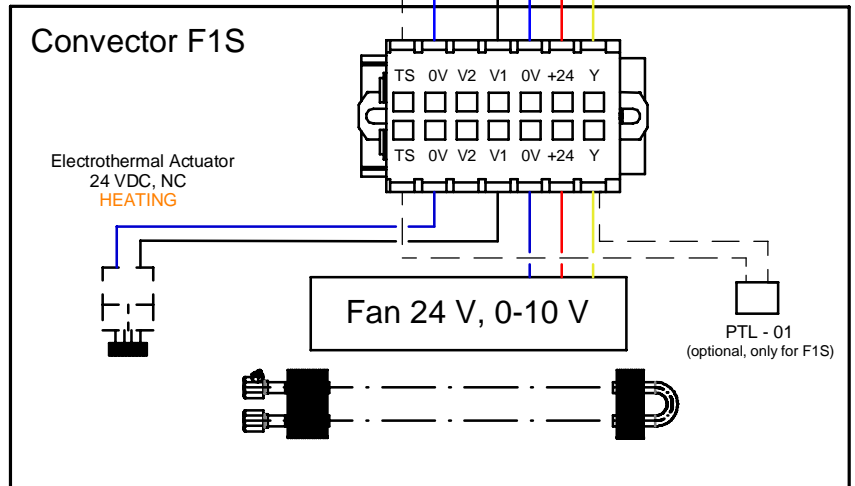 Convector F1S
TS 0V V2 V1 0V +24 Y
TS 0V V2 V1 0V +24 Y
Electrothermal Actuator
24 VDC, NC
HEATING
Fan 24 V, 0-10 V
PTL - 01
(optional, only for F1S)